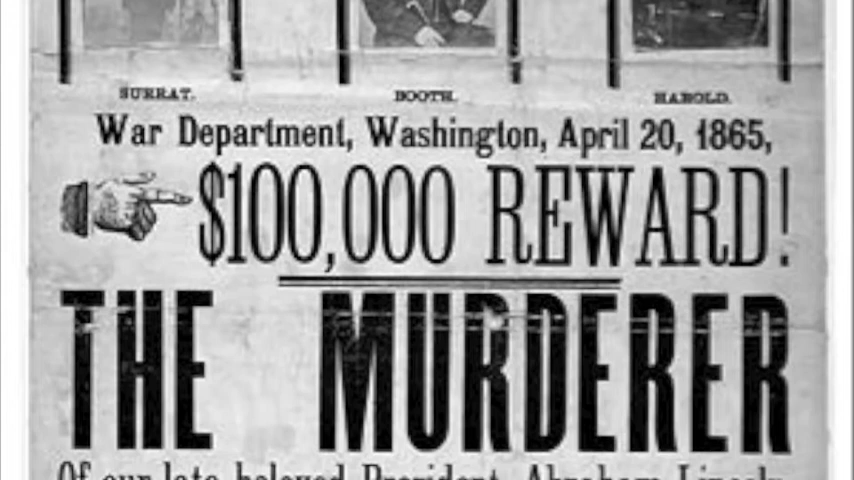 SURRAT. BOOTH. HAROLD.
War Department, Washington, April 20, 1865,
$100,000 REWARD!
THE MURDERER
Of our late beloved President, Abraham Lincoln,